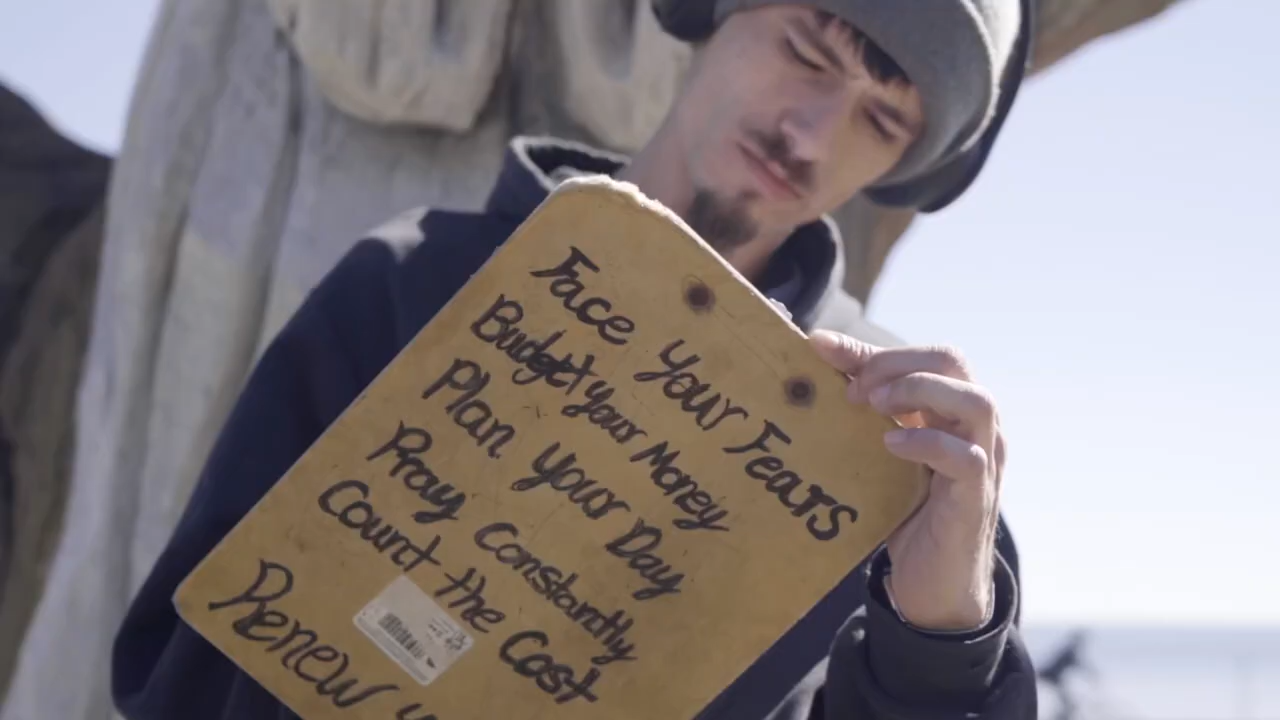 Face Your Fears
Budget your Money
Plan your Day
Pray Constantly
Count the Cost
Renew